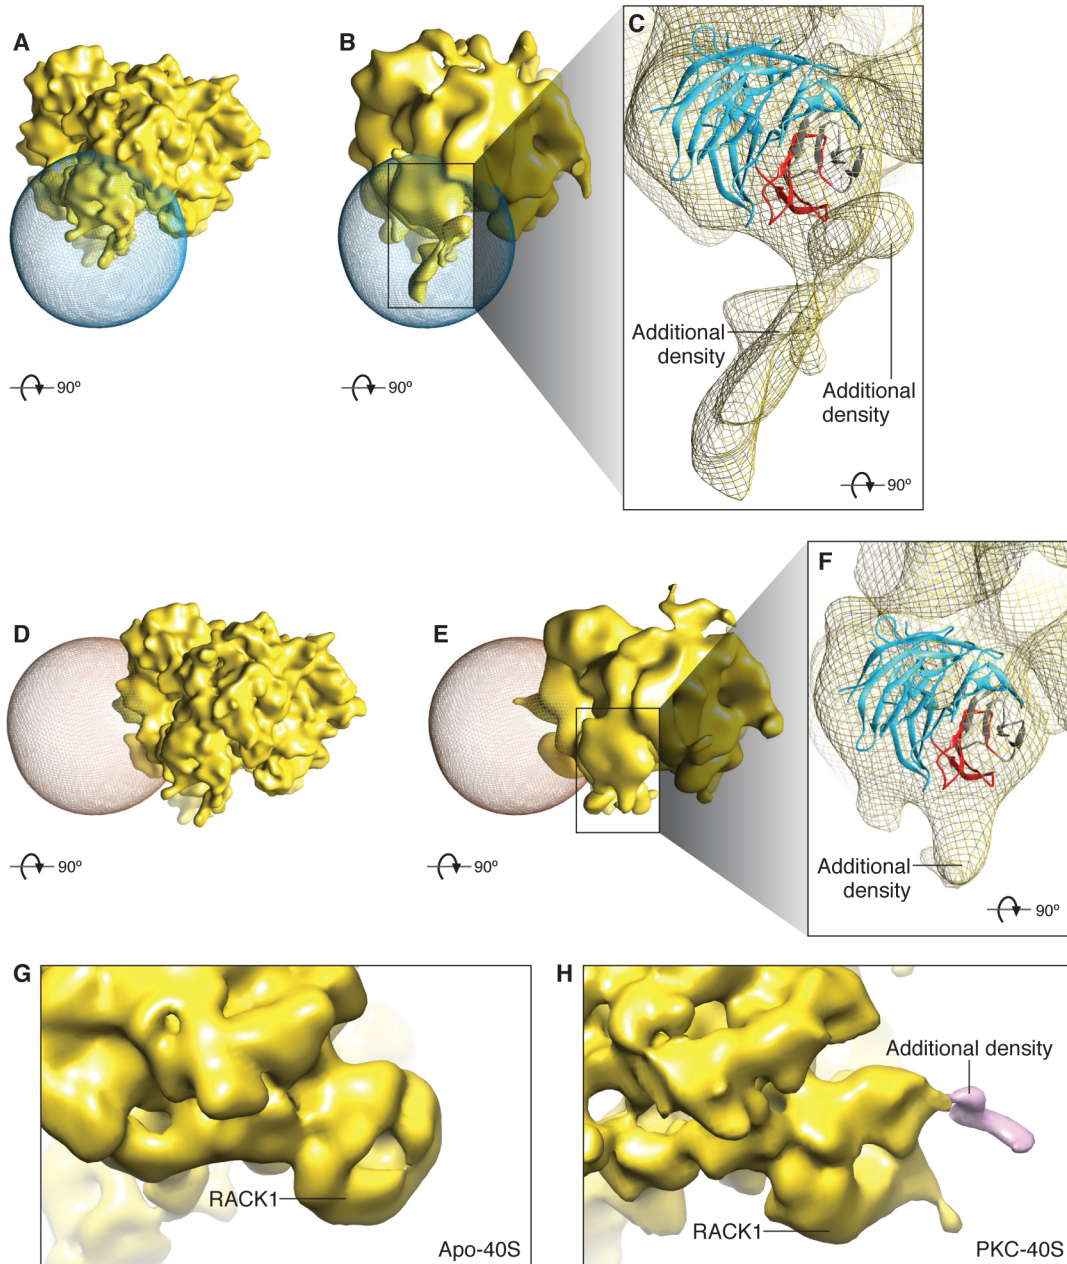 A
B
C
Additional
density
Additional
density
90º
90º
90º
D
E
F
Additional
density
90º
90º
90º
G
H
RACK1
Apo-40S
Additional density
RACK1
PKC-40S